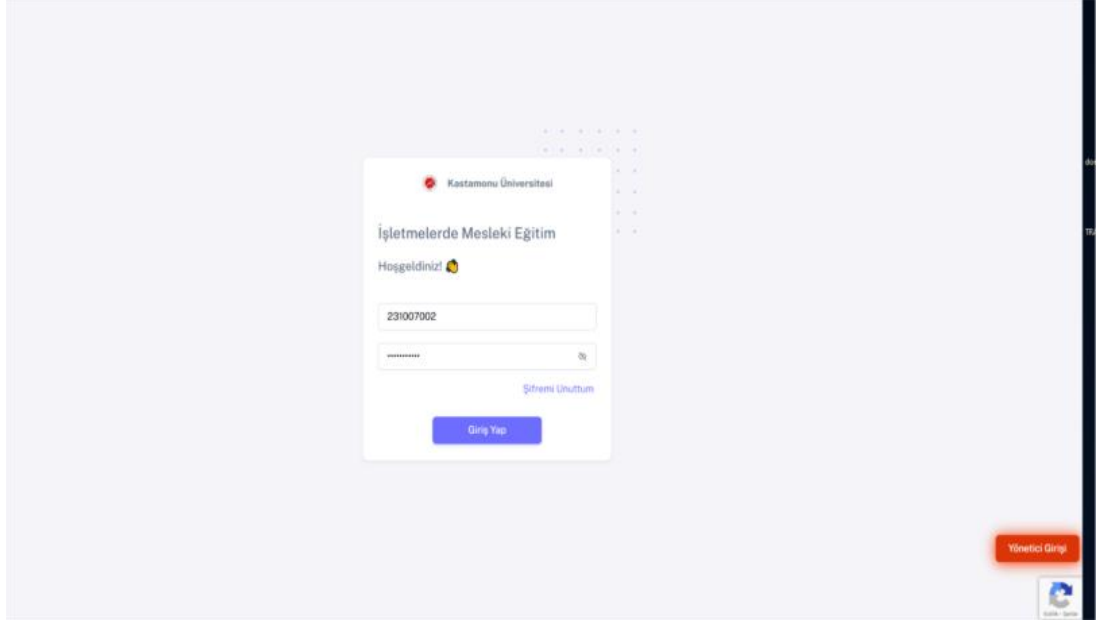 Kastamonu Üniversitesi
İşletmelerde Mesleki Eğitim
Hoşgeldiniz!
231007002
Şifremi Unuttum
Giriş Yap
Yönetici Girişi